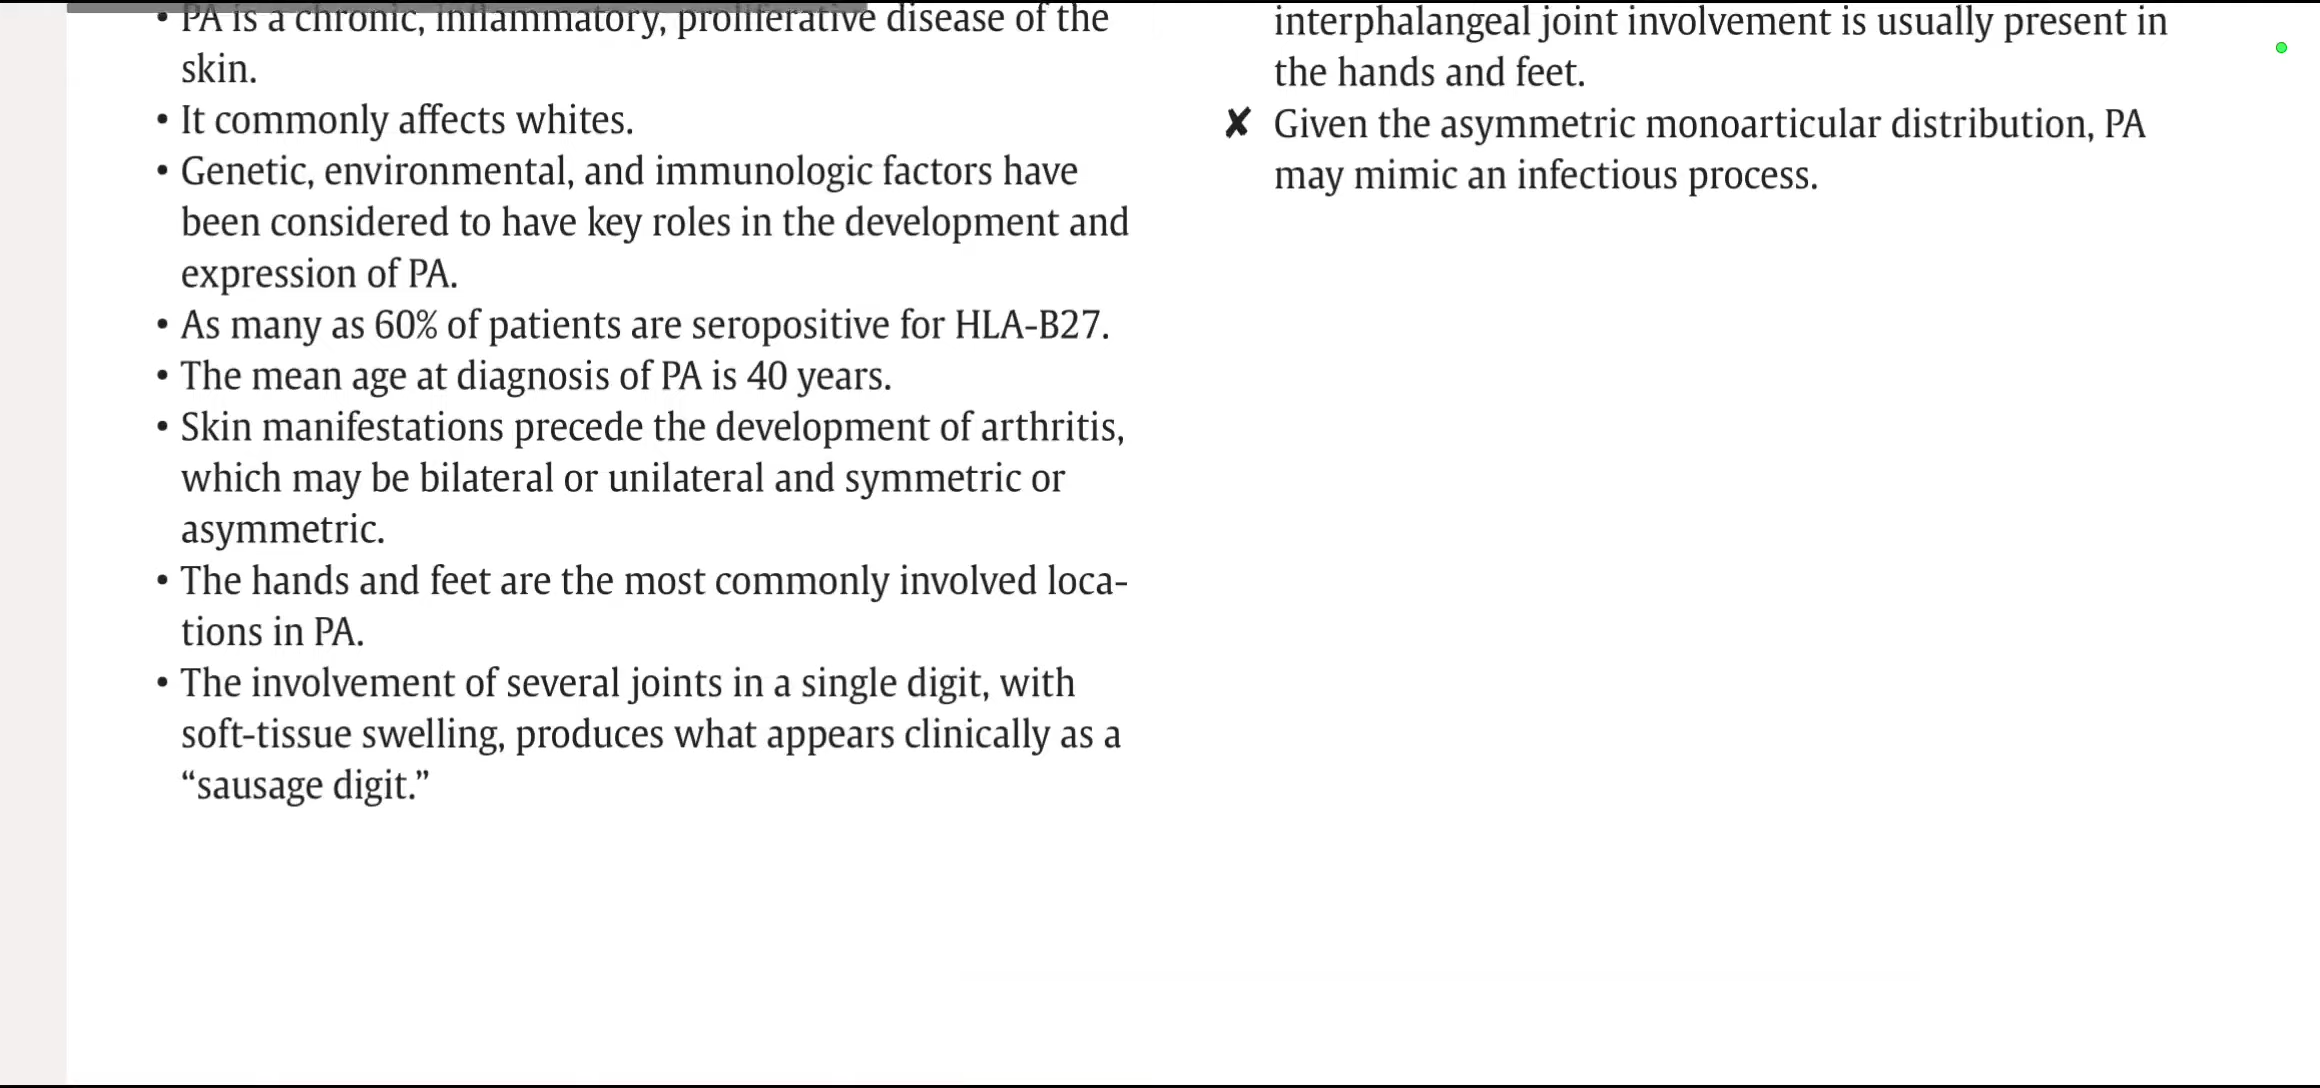 • PA is a chronic, inflammatory, proliferative disease of the
skin.
• It commonly affects whites.
• Genetic, environmental, and immunologic factors have
been considered to have key roles in the development and
expression of PA.
• As many as 60% of patients are seropositive for HLA-B27.
• The mean age at diagnosis of PA is 40 years.
• Skin manifestations precede the development of arthritis,
which may be bilateral or unilateral and symmetric or
asymmetric.
• The hands and feet are the most commonly involved loca-
tions in PA.
• The involvement of several joints in a single digit, with
soft-tissue swelling, produces what appears clinically as a
“sausage digit.”
interphalangeal joint involvement is usually present in
the hands and feet.
✘ Given the asymmetric monoarticular distribution, PA
may mimic an infectious process.